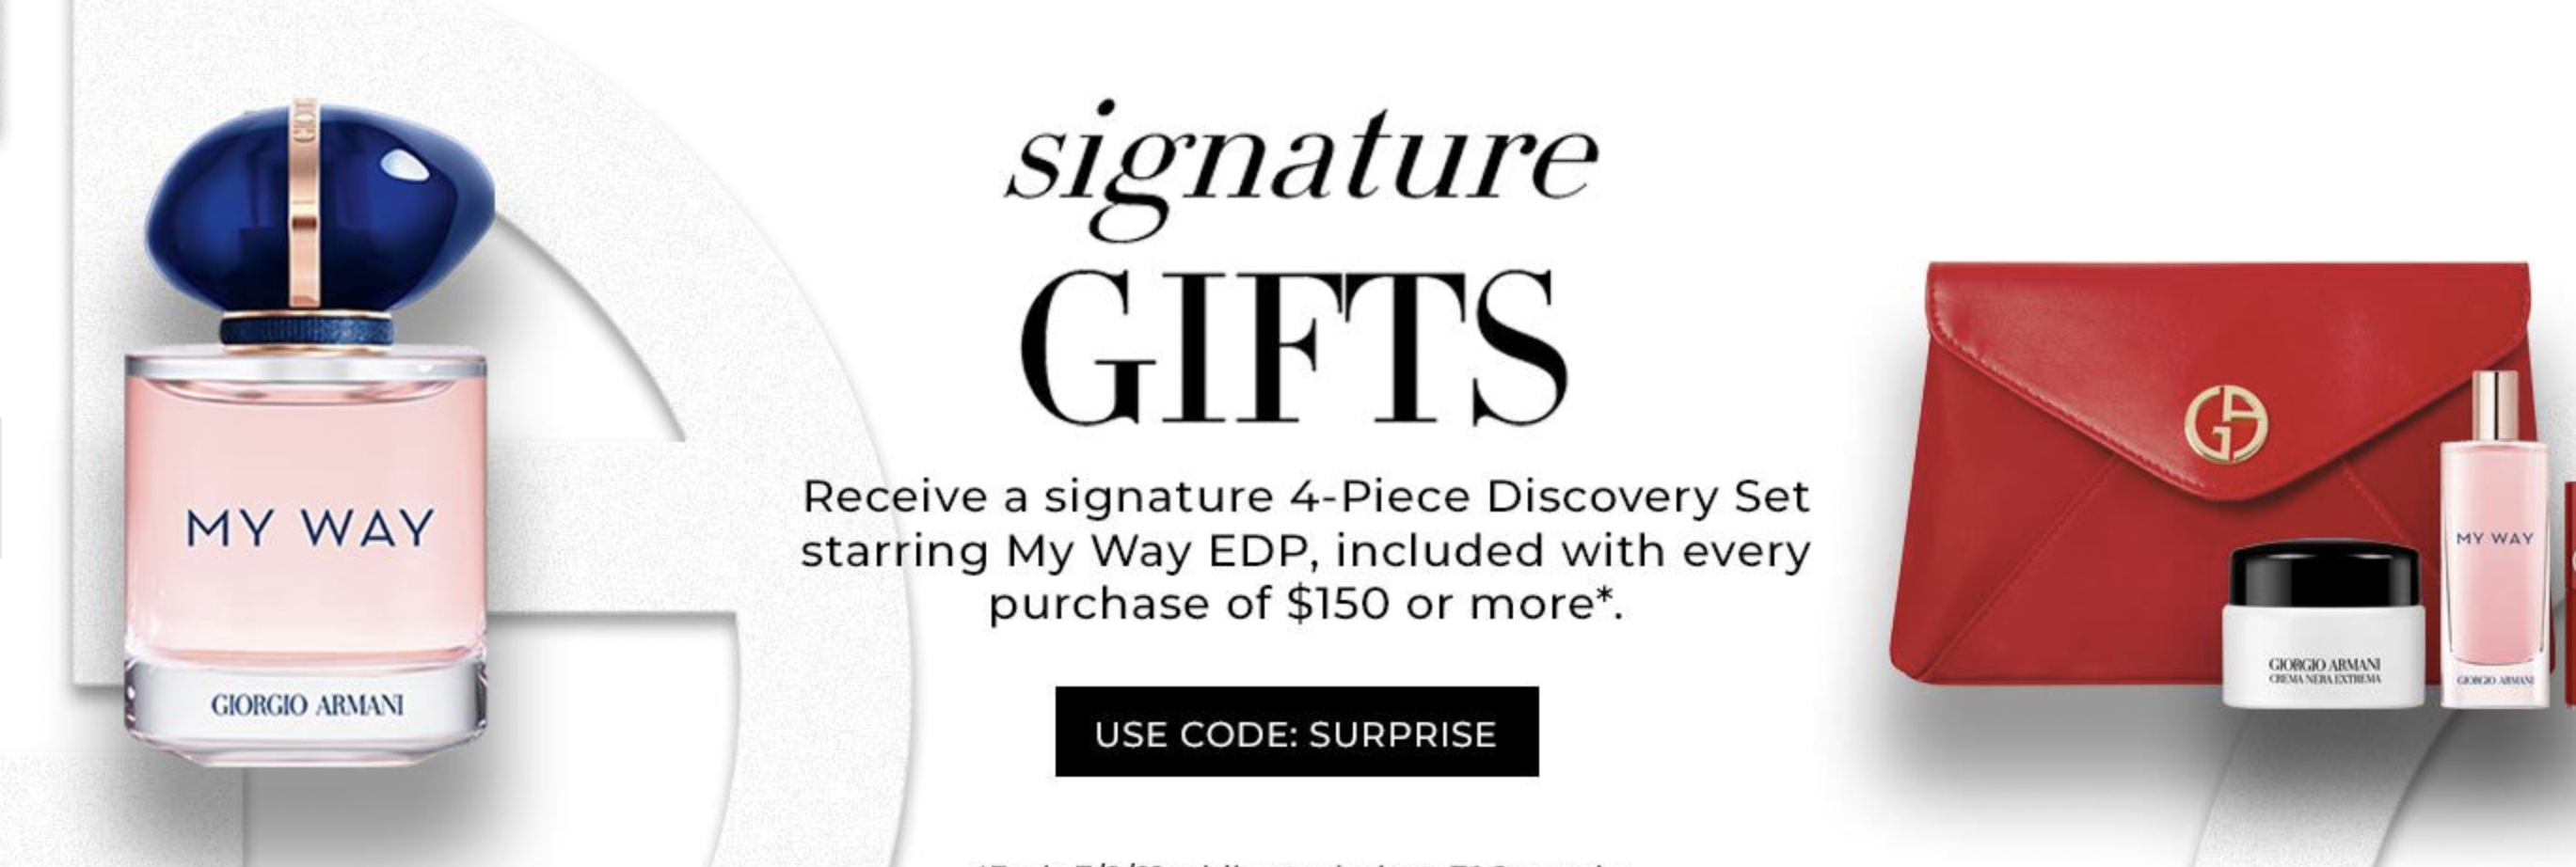 signature
GIFTS
Receive a signature 4-Piece Discovery Set
starring My Way EDP, included with every
purchase of $150 or more*.
USE CODE: SURPRISE
MY WAY
GIORGIO ARMANI
GA
MY WAY
GIORGIO ARMANI
GIORGIO ARMANI
CREMA NERA EXTREMA